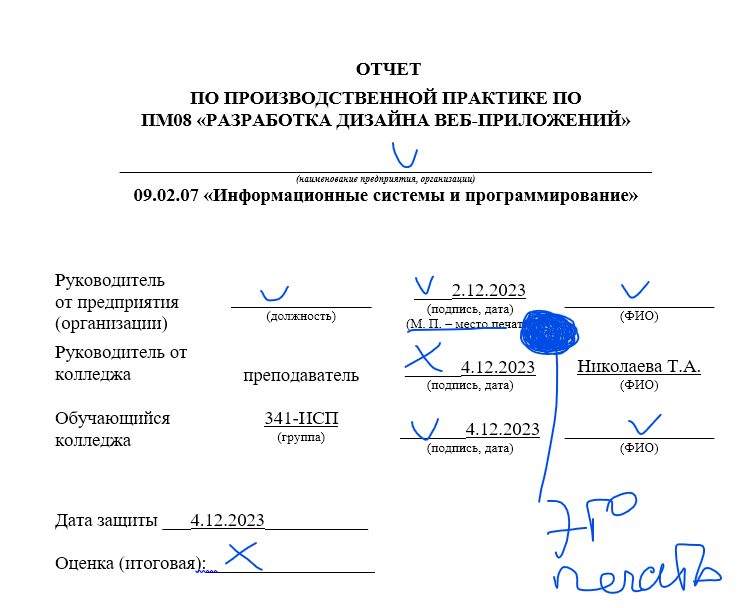 ОТЧЕТ
ПО ПРОИЗВОДСТВЕННОЙ ПРАКТИКЕ ПО
ПМ08 «РАЗРАБОТКА ДИЗАЙНА ВЕБ-ПРИЛОЖЕНИЙ»
(наименование предприятия, организации)
09.02.07 «Информационные системы и программирование»
Руководитель
от предприятия 2.12.2023
(организации) (должность) (подпись, дата) (ФИО)
(М. П. – место
Руководитель от
колледжа преподаватель 4.12.2023 Николаева Т.А.
(подпись, дата) (ФИО)
Обучающийся 341-ИСП
колледжа (группа) 4.12.2023
(подпись, дата) (ФИО)
Дата защиты 4.12.2023
Оценка (итоговая):
это
печать